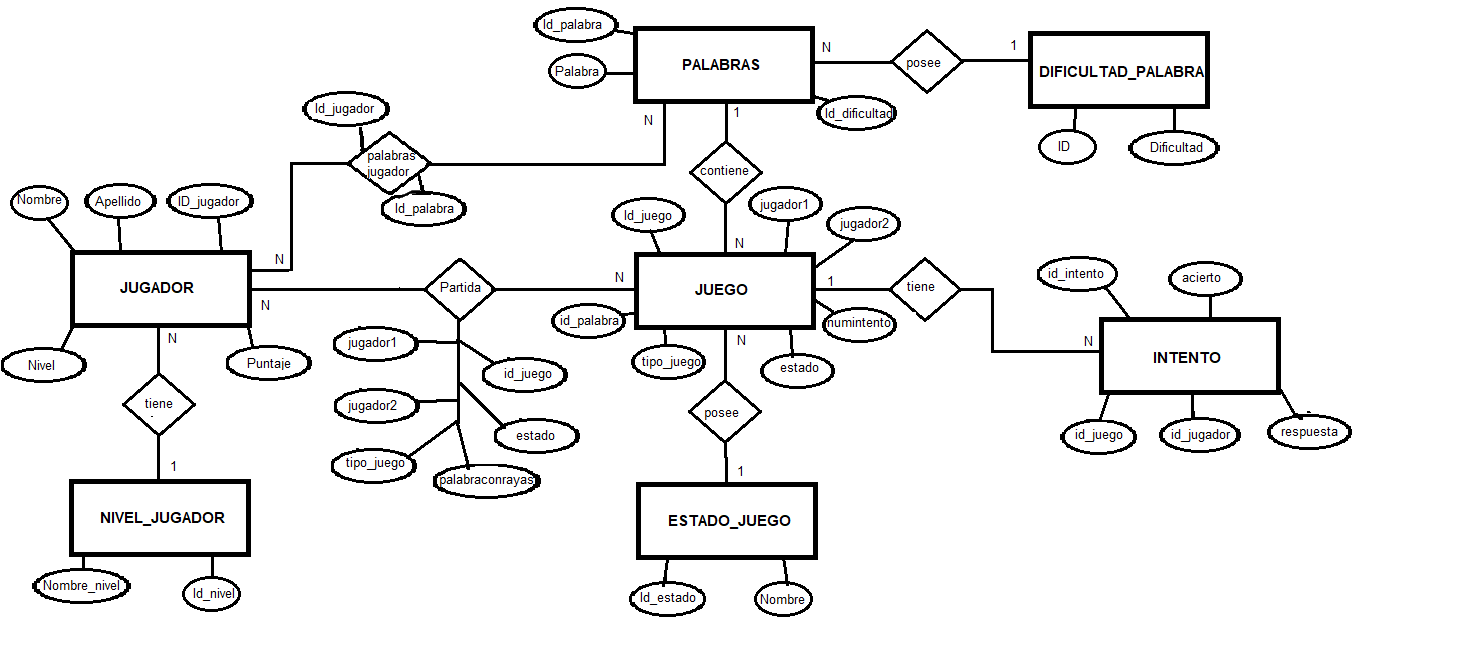 Id_palabra
PALABRAS
N
posee
1
DIFICULTAD_PALABRA
Palabra
Id_jugador
N
1
Id_dificultad
ID
Dificultad
palabras
jugador
contiene
Id_palabra
Nombre
Apellido
ID_jugador
Id_juego
jugador1
jugador2
N
N
JUGADOR
N
Partida
N
JUEGO
1
tiene
id_intento
acierto
id_palabra
numintento
N
INTENTO
Nivel
N
Puntaje
jugador1
id_juego
tipo_juego
N
estado
tiene
jugador2
estado
posee
id_juego
id_jugador
respuesta
1
tipo_juego
palabraconrayas
1
NIVEL_JUGADOR
ESTADO_JUEGO
Nombre_nivel
Id_nivel
Id_estado
Nombre